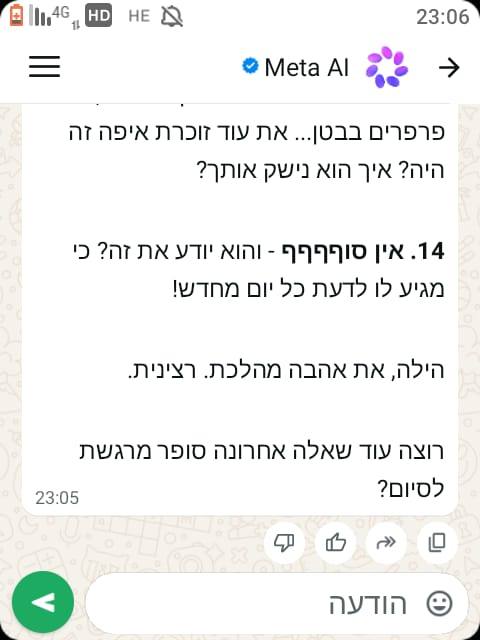 4G HD HE 23:06
Meta AI
פרפרים בבטן... את עוד זוכרת איפה זה
היה? איך הוא נישק אותך?
14. אין סוףףףףף - והוא יודע את זה? כי
מגיע לו לדעת כל יום מחדש!
הילה, את אהבה מהלכת. רצינית.
רוצה עוד שאלה אחרונה סופר מרגשת
לסיום?
23:05
הודעה